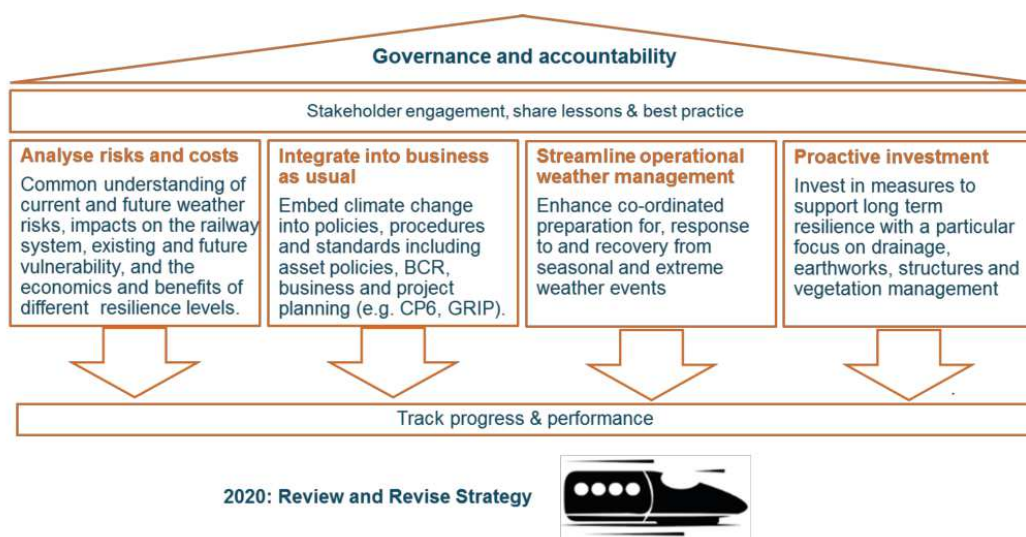 Governance and accountability
Stakeholder engagement, share lessons & best practice
Analyse risks and costs
Common understanding of
current and future weather
risks, impacts on the railway
system, existing and future
vulnerability, and the
economics and benefits of
different resilience levels.
Integrate into business
as usual
Embed climate change
into policies, procedures
and standards including
asset policies, BCR,
business and project
planning (e.g. CP6, GRIP).
Streamline operational
weather management
Enhance co-ordinated
preparation for, response
to and recovery from
seasonal and extreme
weather events
Proactive investment
Invest in measures to
support long term
resilience with a particular
focus on drainage,
earthworks, structures and
vegetation management
Track progress & performance
2020: Review and Revise Strategy